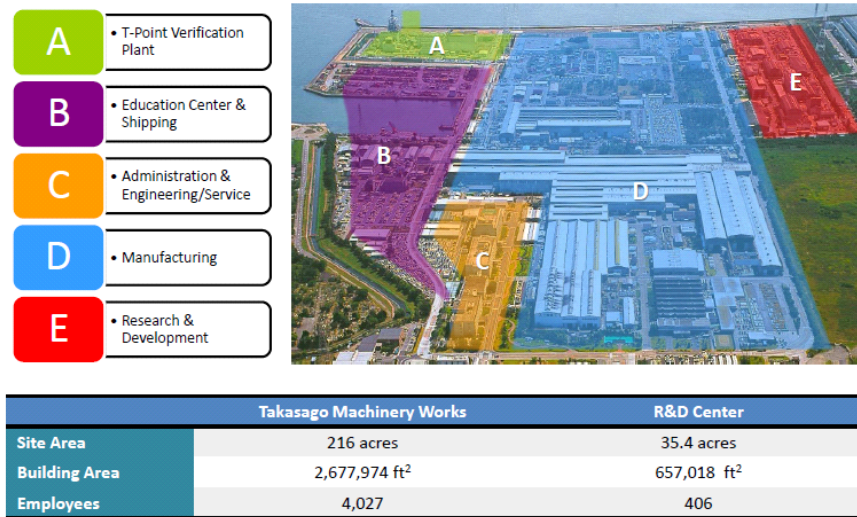 A
• T-Point Verification
Plant
B
• Education Center &
Shipping
C
• Administration &
Engineering/Service
D
• Manufacturing
E
• Research &
Development
A
E
B
D
C
Takasago Machinery Works R&D Center
Site Area 216 acres 35.4 acres
Building Area 2,677,974 ft² 657,018 ft²
Employees 4,027 406